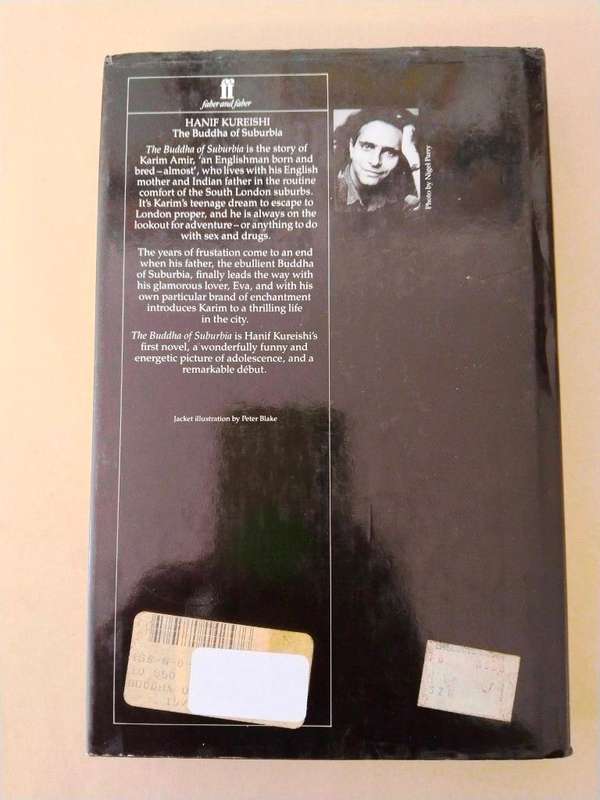 ff
faber and faber
HANIF KUREISHI
The Buddha of Suburbia
The Buddha of Suburbia is the story of
Karim Amir, 'an Englishman born and
bred – almost', who lives with his English
mother and Indian father in the routine
comfort of the South London suburbs.
It's Karim's teenage dream to escape to
London proper, and he is always on the
lookout for adventure – or anything to do
with sex and drugs.
The years of frustation come to an end
when his father, the ebullient Buddha
of Suburbia, finally leads the way with
his glamorous lover, Eva, and with his
own particular brand of enchantment
introduces Karim to a thrilling life
in the city.
The Buddha of Suburbia is Hanif Kureishi's
first novel, a wonderfully funny and
energetic picture of adolescence, and a
remarkable début.
Jacket illustration by Peter Blake
Photo by Nigel Parry
BUDDHA